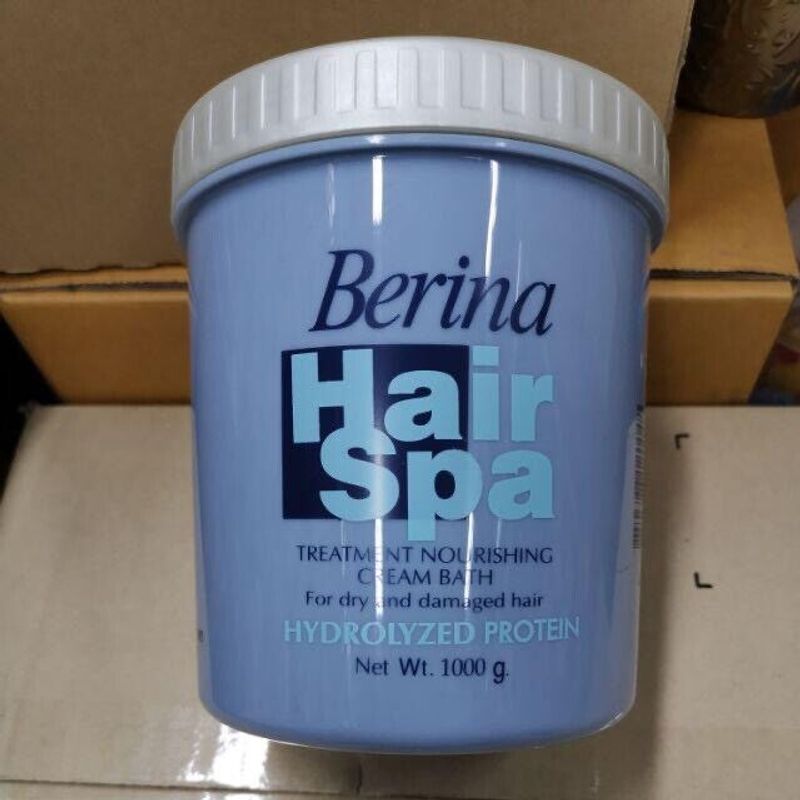 Berina
Hair
Spa
TREATMENT NOURISHING
CREAM BATH
For dry and damaged hair
HYDROLYZED PROTEIN
Net Wt. 1000 g.